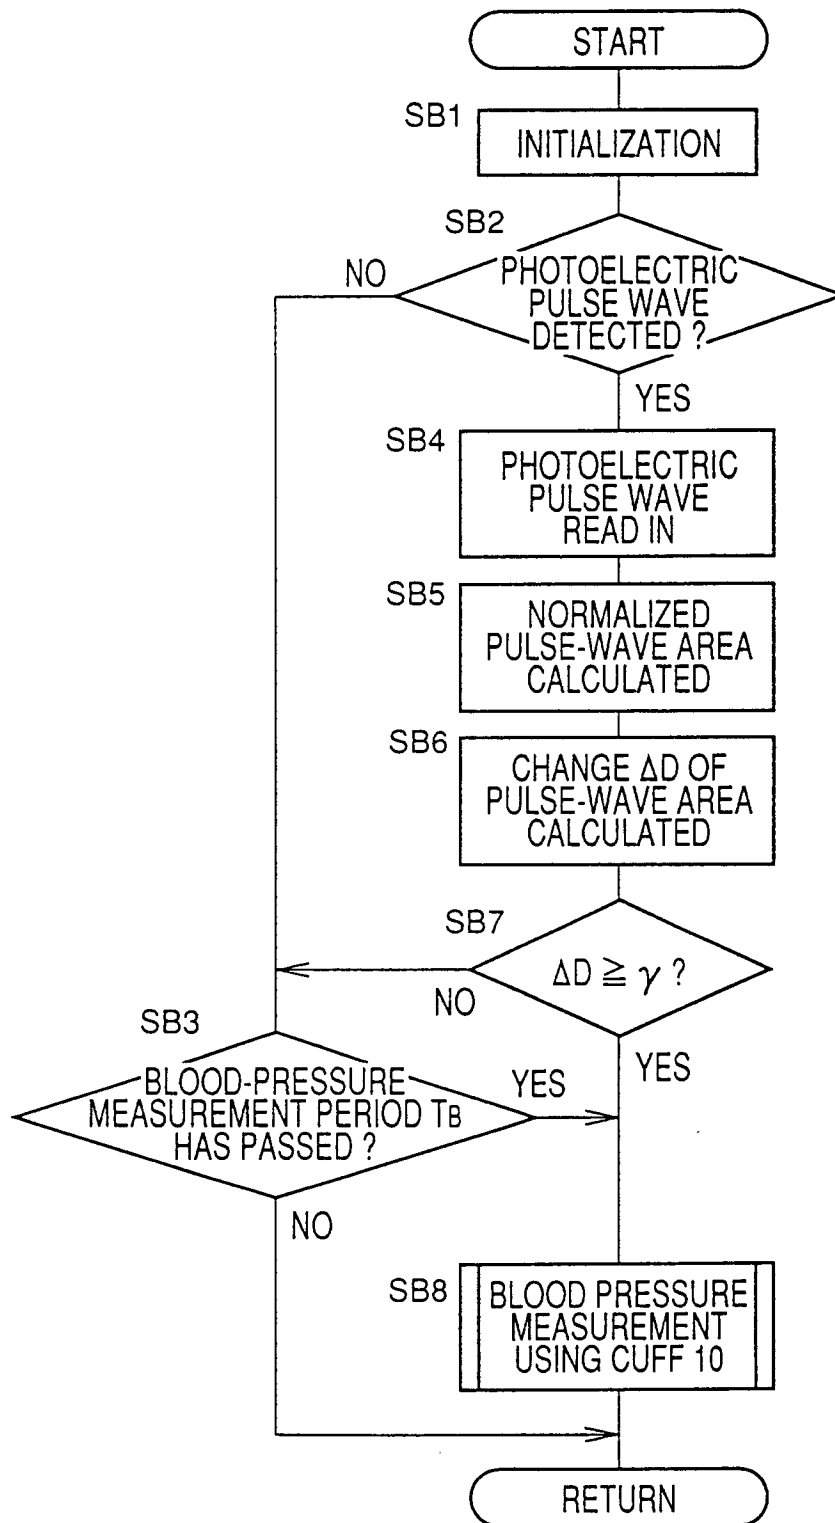 START
SB1
INITIALIZATION
SB2
NO
PHOTOELECTRIC
PULSE WAVE
DETECTED ?
YES
SB4
PHOTOELECTRIC
PULSE WAVE
READ IN
SB5
NORMALIZED
PULSE-WAVE AREA
CALCULATED
SB6
CHANGE ΔD OF
PULSE-WAVE AREA
CALCULATED
SB7
ΔD ≧ γ ?
NO
YES
SB3
BLOOD-PRESSURE
MEASUREMENT PERIOD TB
HAS PASSED ?
YES
NO
SB8
BLOOD PRESSURE
MEASUREMENT
USING CUFF 10
RETURN